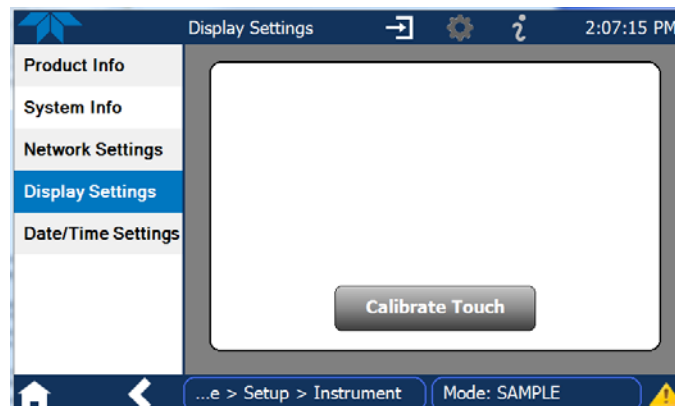 Display Settings 2:07:15 PM
Product Info
System Info
Network Settings
Display Settings
Date/Time Settings
Calibrate Touch
...e > Setup > Instrument Mode: SAMPLE